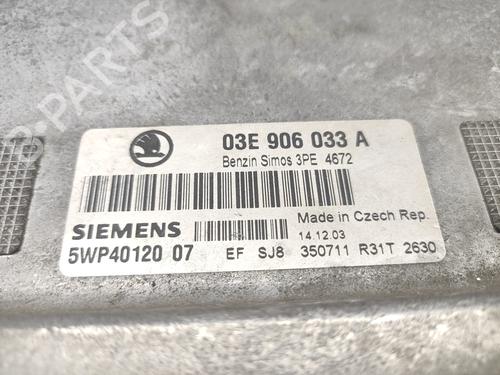 03E 906 033 A
Benzin Simos 3PE 4672
SIEMENS
Made in Czech Rep.
14.12.03
5WP40120 07 EF SJ8 350711 R31T 2630